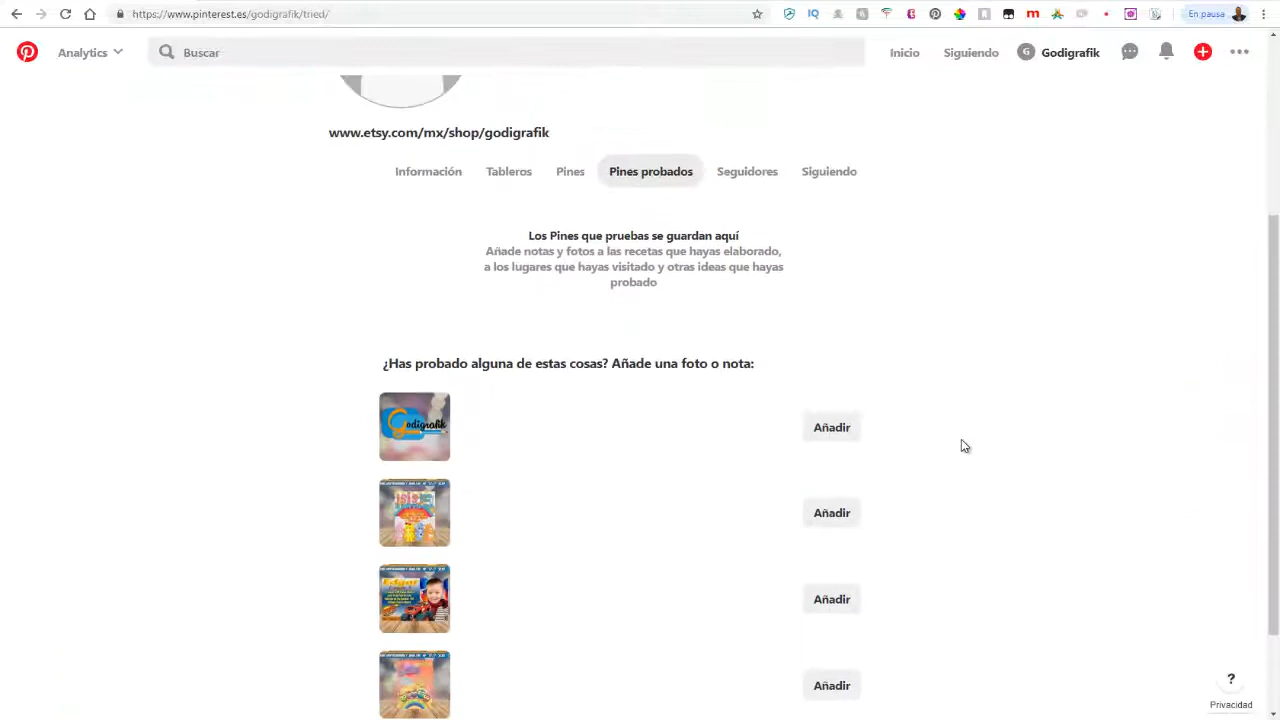 https://www.pinterest.es/godigrafik/tried/
En pausa
Analytics
Buscar
Inicio
Siguiendo
G
Godigrafik
www.etsy.com/mx/shop/godigrafik
Información
Tableros
Pines
Pines probados
Seguidores
Siguiendo
Los Pines que pruebas se guardan aquí
Añade notas y fotos a las recetas que hayas elaborado,
a los lugares que hayas visitado y otras ideas que hayas
probado
¿Has probado alguna de estas cosas? Añade una foto o nota:
Godigrafik
Añadir
Añadir
Edgar
Añadir
Añadir
?
Privacidad